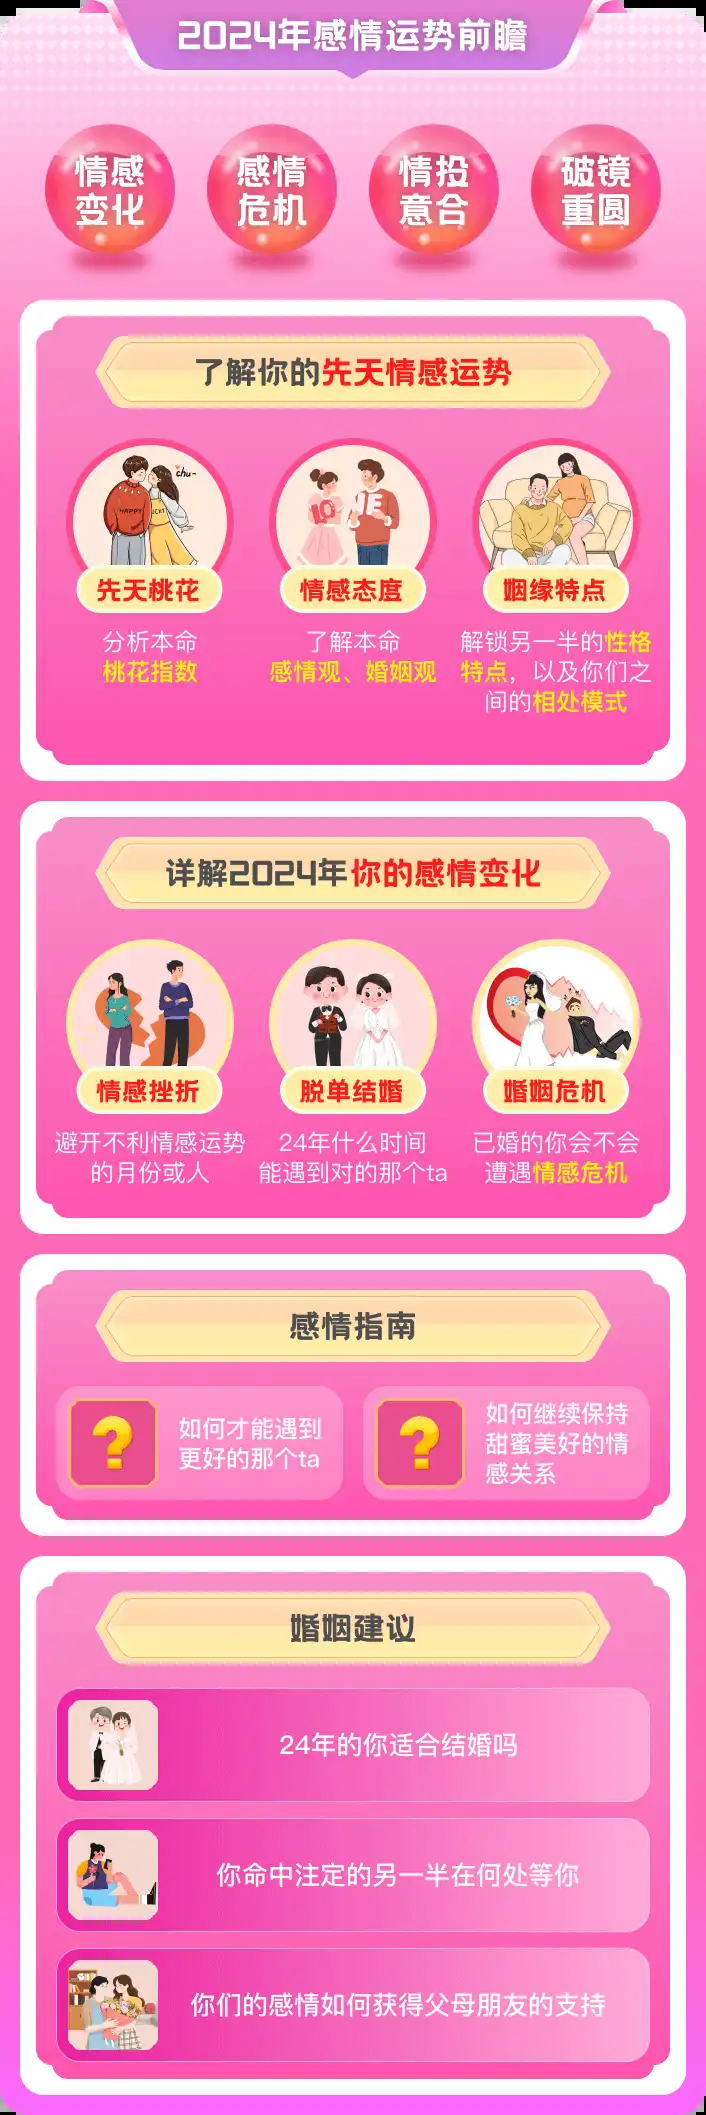 2024年感情运势前瞻
情感
变化
感情
危机
情投
意合
破镜
重圆
了解你的先天情感运势
chu~
HAPPY
UCKY
10
VE
先天桃花
情感态度
姻缘特点
分析本命
桃花指数
了解本命
感情观、婚姻观
解锁另一半的性格
特点，以及你们之
间的相处模式
详解2024年你的感情变化
情感挫折
脱单结婚
婚姻危机
避开不利情感运势
的月份或人
24年什么时间
能遇到对的那个ta
已婚的你会不会
遭遇情感危机
感情指南
?
如何才能遇到
更好的那个ta
?
如何继续保持
甜蜜美好的情
感关系
婚姻建议
24年的你适合结婚吗
你命中注定的另一半在何处等你
你们的感情如何获得父母朋友的支持